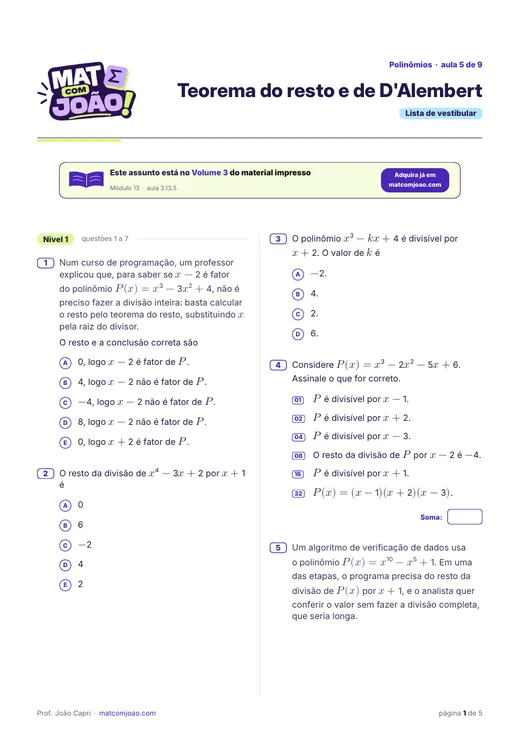 MAT
COM
JOÃO!
Σ
Polinômios · aula 5 de 9
Teorema do resto e de D'Alembert
Lista de vestibular
Este assunto está no Volume 3 do material impresso
Módulo 13 · aula 3.13.5
Adquira já em
matcomjoao.com
Nível 1 questões 1 a 7
1 Num curso de programação, um professor
explicou que, para saber se x − 2 é fator
do polinômio P(x) = x³ − 3x² + 4, não é
preciso fazer a divisão inteira: basta calcular
o resto pelo teorema do resto, substituindo x
pela raiz do divisor.
O resto e a conclusão correta são
A 0, logo x − 2 é fator de P.
B 4, logo x − 2 não é fator de P.
C −4, logo x − 2 não é fator de P.
D 8, logo x − 2 não é fator de P.
E 0, logo x + 2 é fator de P.
2 O resto da divisão de x⁴ − 3x + 2 por x + 1
é
A 0
B 6
C −2
D 4
E 2
3 O polinômio x³ − kx + 4 é divisível por
x + 2. O valor de k é
A −2.
B 4.
C 2.
D 6.
4 Considere P(x) = x³ − 2x² − 5x + 6.
Assinale o que for correto.
01 P é divisível por x − 1.
02 P é divisível por x + 2.
04 P é divisível por x − 3.
08 O resto da divisão de P por x − 2 é −4.
16 P é divisível por x + 1.
32 P(x) = (x − 1)(x + 2)(x − 3).
Soma:
5 Um algoritmo de verificação de dados usa
o polinômio P(x) = x¹⁰ − x⁵ + 1. Em uma
das etapas, o programa precisa do resto da
divisão de P(x) por x + 1, e o analista quer
conferir o valor sem fazer a divisão completa,
que seria longa.
Prof. João Capri · matcomjoao.com
página 1 de 5